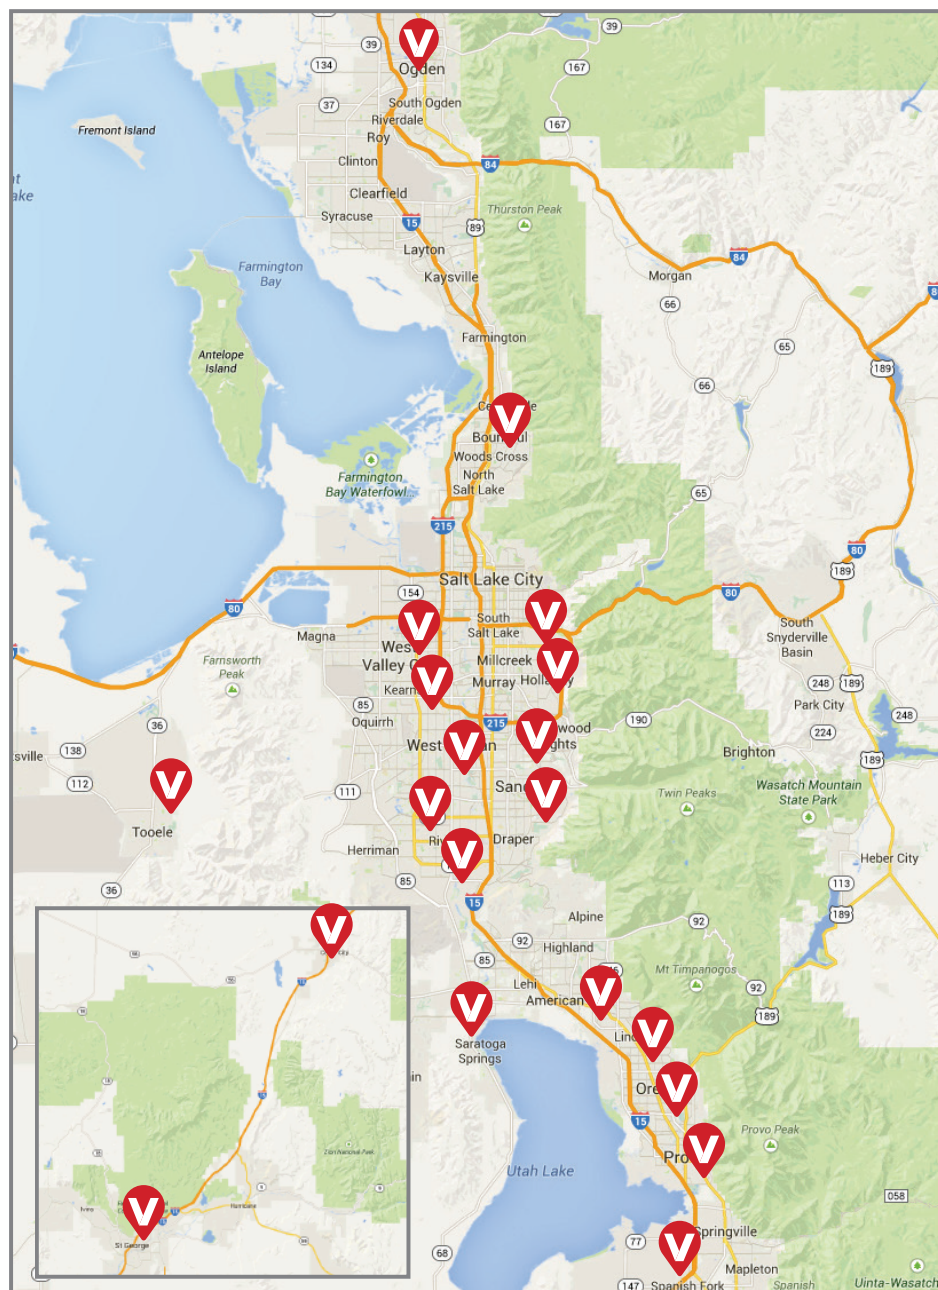 39
39
V
134
Ogden
167
37
South Ogden
Riverdale
167
Fremont Island
Roy
Clinton
84
Clearfield
Syracuse
15
Thurston Peak
89
Layton
84
Farmington
Bay
Kaysville
Morgan
66
Farmington
65
Antelope
Island
189
66
V
Woods Cross
Farmington
Bay Waterfowl
North
Salt Lake
65
215
80
189
Salt Lake City
154
80
80
V
V
South
Salt Lake
Magna
South
Snyderville
Basin
West
Valley
Millcreek
V
Farnsworth
Peak
V
Murray
248
189
85
Park City
Oquirrh
215
190
248
36
224
V
V
138
Brighton
189
V
112
111
V
Twin Peaks
Wasatch Mountain
State Park
V
Tooele
Herriman
Draper
V
Heber City
85
113
36
15
189
Alpine
92
V
92
Highland
85
Mt Timpanogos
Lehi
American
V
92
V
189
Saratoga
Springs
V
V
15
Provo Peak
V
Utah Lake
058
V
St George
Hurricane
Zion National Park
77
V
Springville
68
Mapleton
147
Spanish Fork
Spanish
Uinta-Wasatch